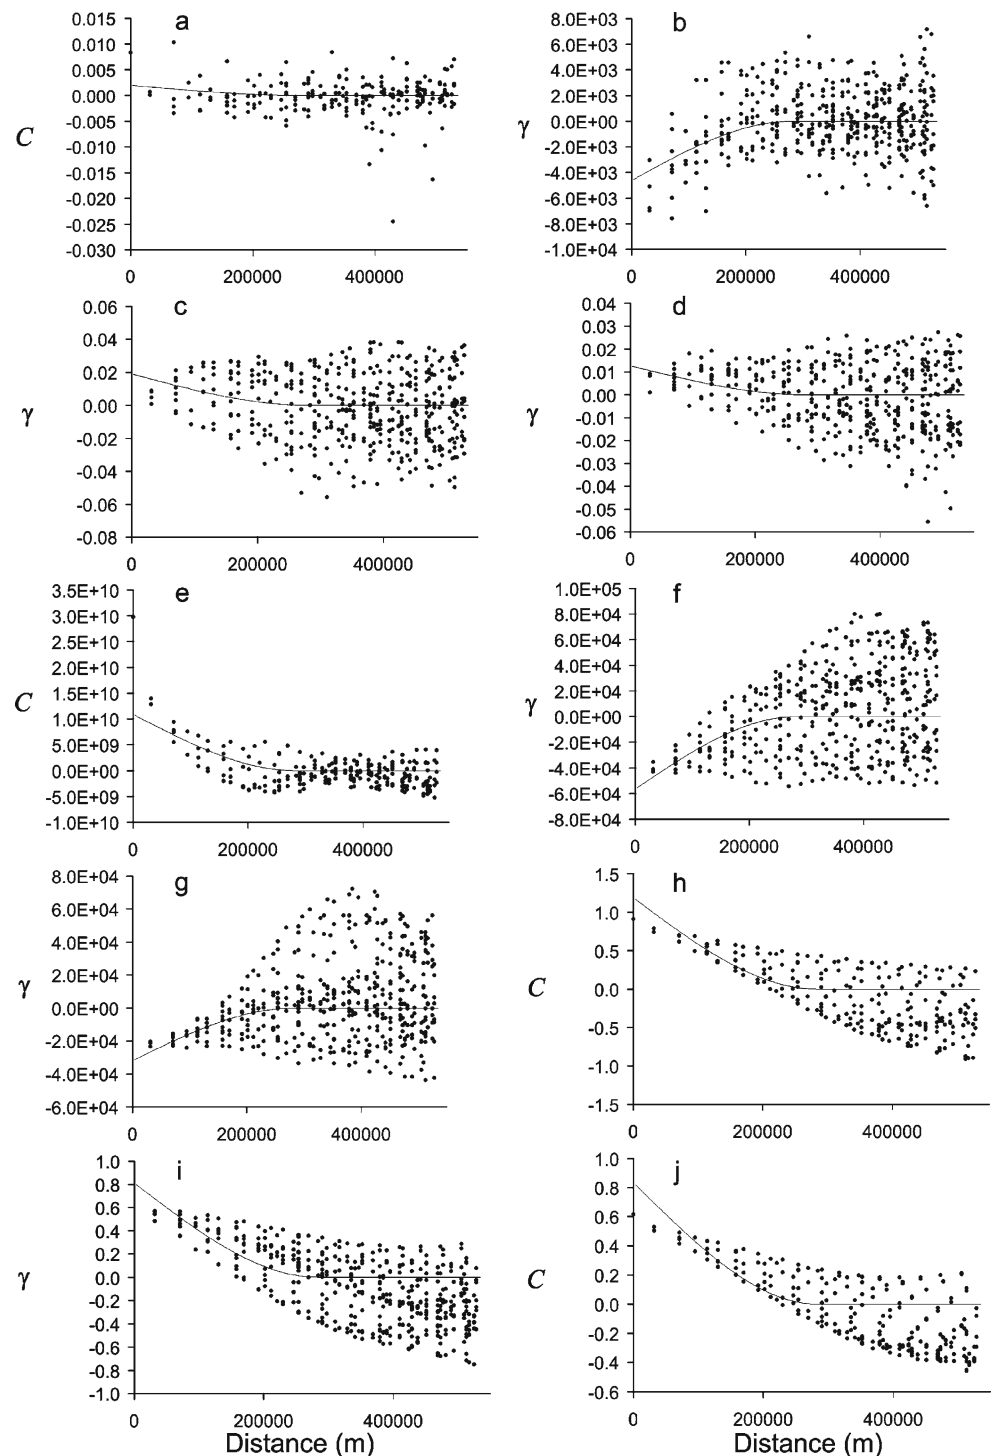 a
0.015
0.010
0.005
0.000
-0.005
-0.010
-0.015
-0.020
-0.025
-0.030
C
0 200000 400000
b
8.0E+03
6.0E+03
4.0E+03
2.0E+03
0.0E+00
-2.0E+03
-4.0E+03
-6.0E+03
-8.0E+03
-1.0E+04
γ
0 200000 400000
c
0.06
0.04
0.02
0.00
-0.02
-0.04
-0.06
-0.08
γ
0 200000 400000
d
0.04
0.03
0.02
0.01
0.00
-0.01
-0.02
-0.03
-0.04
-0.05
-0.06
γ
0 200000 400000
e
3.5E+10
3.0E+10
2.5E+10
2.0E+10
1.5E+10
1.0E+10
5.0E+09
0.0E+00
-5.0E+09
-1.0E+10
C
0 200000 400000
f
1.0E+05
8.0E+04
6.0E+04
4.0E+04
2.0E+04
0.0E+00
-2.0E+04
-4.0E+04
-6.0E+04
-8.0E+04
γ
0 200000 400000
g
8.0E+04
6.0E+04
4.0E+04
2.0E+04
0.0E+00
-2.0E+04
-4.0E+04
-6.0E+04
γ
0 200000 400000
h
1.5
1.0
0.5
0.0
-0.5
-1.0
-1.5
C
0 200000 400000
i
1.0
0.8
0.6
0.4
0.2
0.0
-0.2
-0.4
-0.6
-0.8
-1.0
γ
0 200000 400000
Distance (m)
j
1.0
0.8
0.6
0.4
0.2
0.0
-0.2
-0.4
-0.6
C
0 200000 400000
Distance (m)